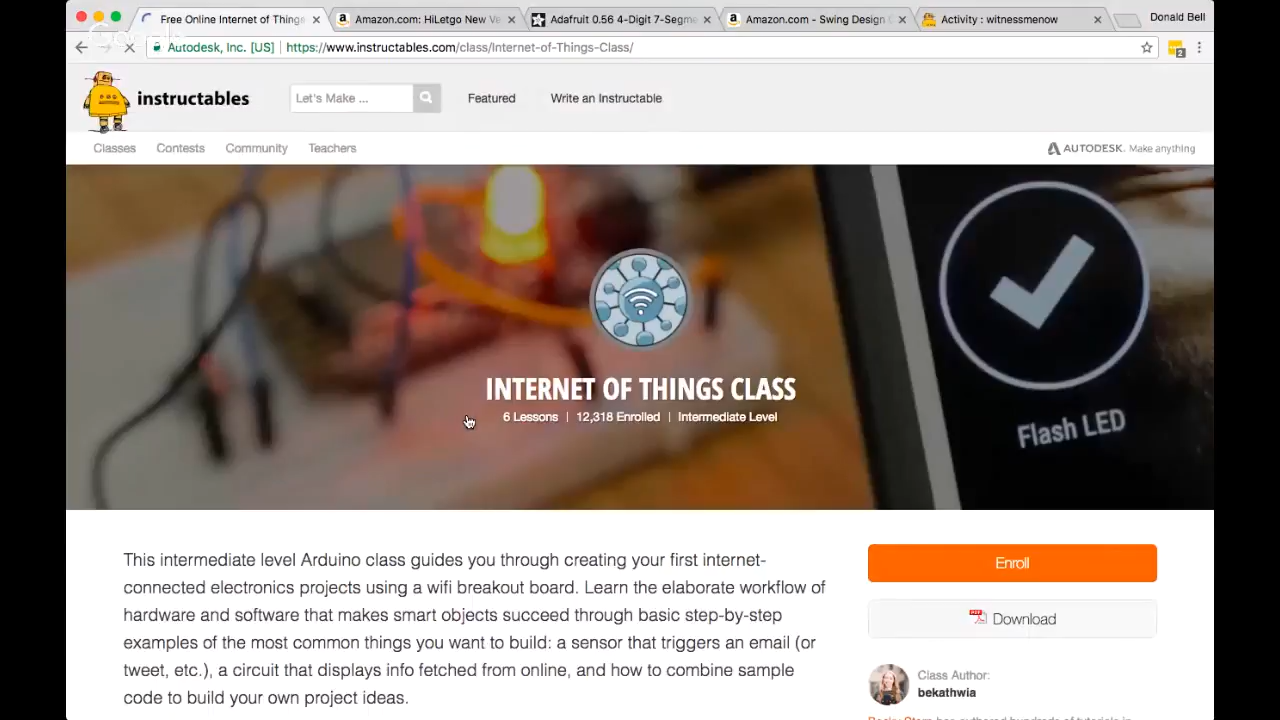 Free Online Internet of Things
Amazon.com: HiLetgo New Ve
Adafruit 0.56 4-Digit 7-Segme
Amazon.com - Swing Design C
Activity : witnessmenow
Donald Bell
Autodesk, Inc. [US]
https://www.instructables.com/class/Internet-of-Things-Class/
2
instructables
Let's Make ...
Featured
Write an Instructable
Classes
Contests
Community
Teachers
AUTODESK. Make anything
Flash LED
INTERNET OF THINGS CLASS
6 Lessons | 12,318 Enrolled | Intermediate Level
This intermediate level Arduino class guides you through creating your first internet-
connected electronics projects using a wifi breakout board. Learn the elaborate workflow of
hardware and software that makes smart objects succeed through basic step-by-step
examples of the most common things you want to build: a sensor that triggers an email (or
tweet, etc.), a circuit that displays info fetched from online, and how to combine sample
code to build your own project ideas.
Enroll
PDF
Download
Class Author:
bekathwia